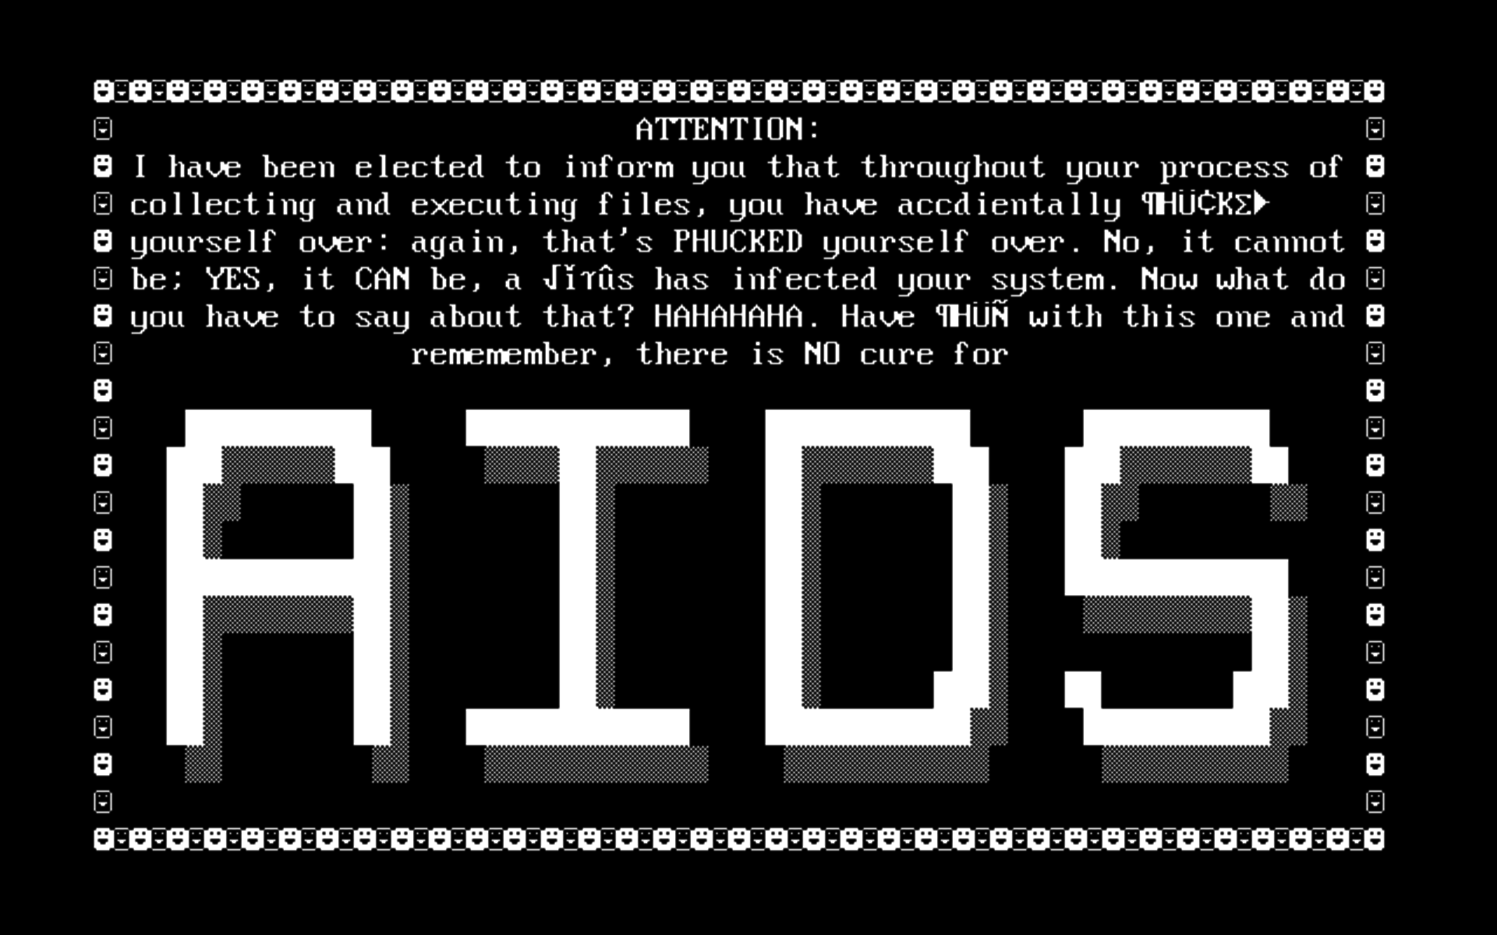 ATTENTION:
I have been elected to inform you that throughout your process of
collecting and executing files, you have accdientally ¶HÜ¢KΣ►
yourself over: again, that's PHUCKED yourself over. No, it cannot
be; YES, it CAN be, a √ïτûs has infected your system. Now what do
you have to say about that? HAHAHAHA. Have ¶HÜÑ with this one and
rememember, there is NO cure for
AIDS